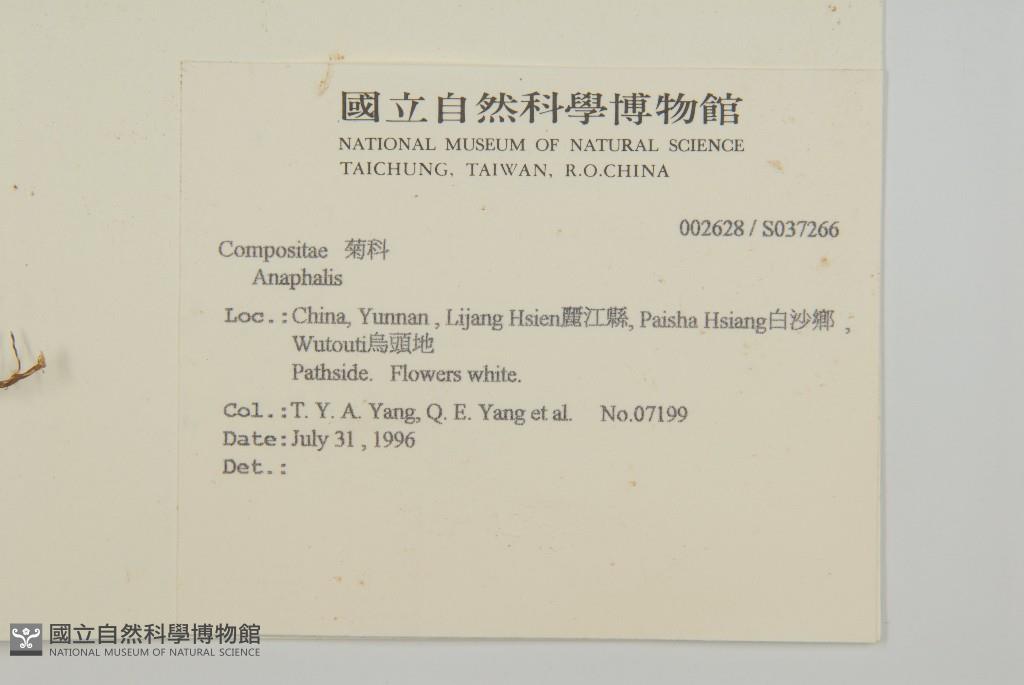 國立自然科學博物館
NATIONAL MUSEUM OF NATURAL SCIENCE
TAICHUNG, TAIWAN, R.O.CHINA
002628 / S037266
Compositae 菊科
Anaphalis
Loc.:China, Yunnan , Lijang Hsien麗江縣, Paisha Hsiang白沙鄉 ,
Wutouti烏頭地
Pathside. Flowers white.
Col.:T. Y. A. Yang, Q. E. Yang et al. No.07199
Date:July 31 , 1996
Det.:
國立自然科學博物館
NATIONAL MUSEUM OF NATURAL SCIENCE